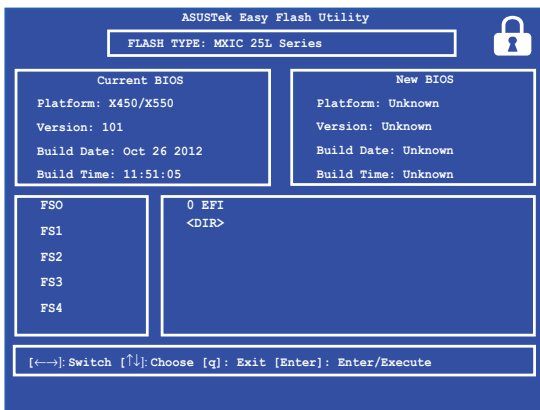 ASUSTek Easy Flash Utility
FLASH TYPE: MXIC 25L Series
Current BIOS
Platform: X450/X550
Version: 101
Build Date: Oct 26 2012
Build Time: 11:51:05
New BIOS
Platform: Unknown
Version: Unknown
Build Date: Unknown
Build Time: Unknown
FSO
FS1
FS2
FS3
FS4
0 EFI
<DIR>
[←→]: Switch [↑↓]: Choose [q]: Exit [Enter]: Enter/Execute